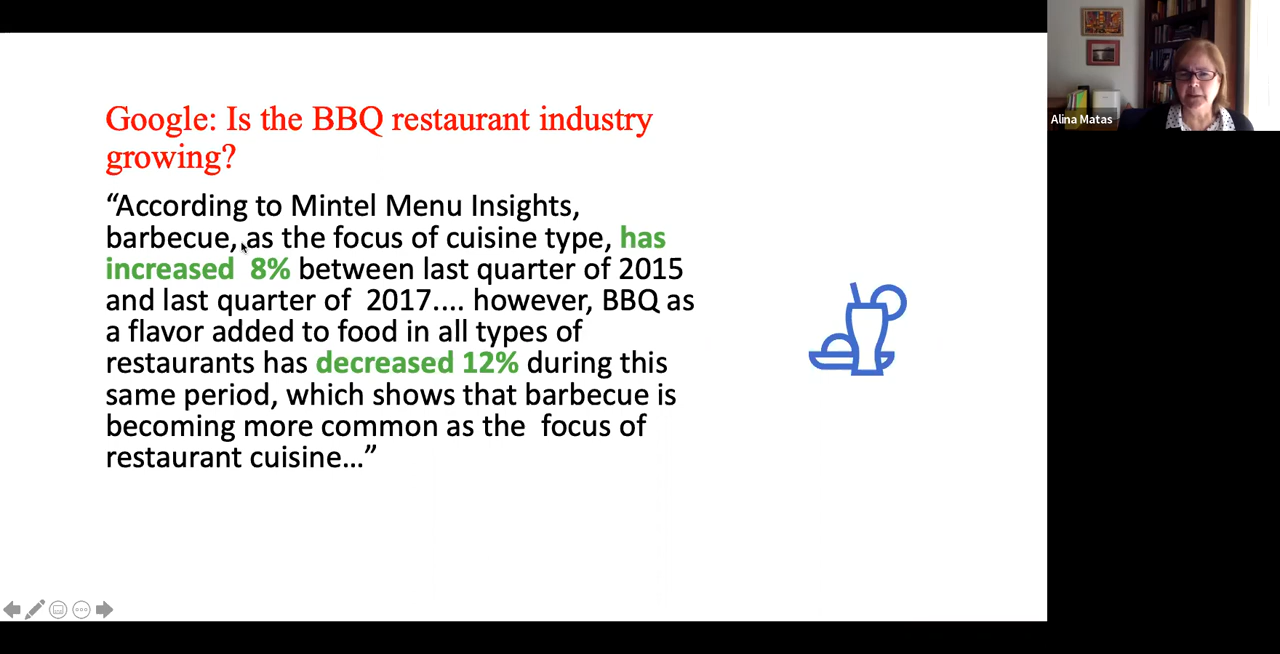 Google: Is the BBQ restaurant industry
growing?
“According to Mintel Menu Insights,
barbecue, as the focus of cuisine type, has
increased  8% between last quarter of 2015
and last quarter of  2017.... however, BBQ as
a flavor added to food in all types of
restaurants has decreased 12% during this
same period, which shows that barbecue is
becoming more common as the  focus of
restaurant cuisine…”
Alina Matas